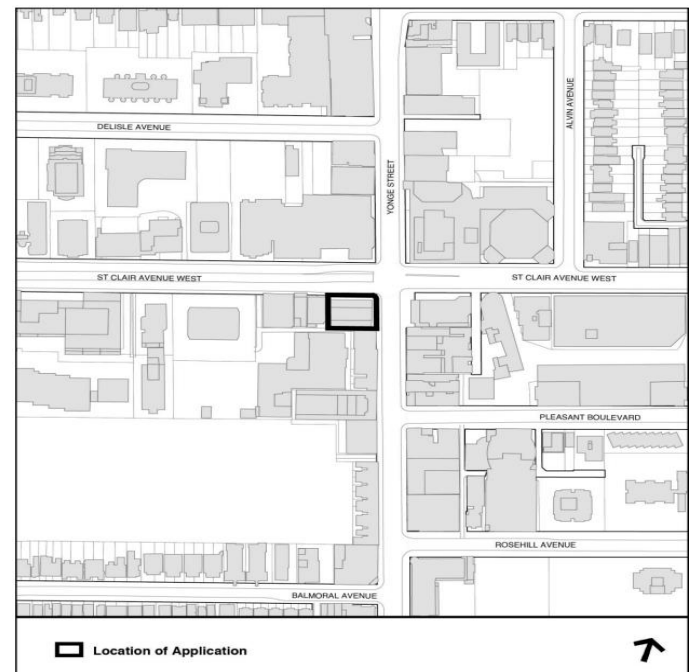 DELISLE AVENUE
YONGE STREET
ALVIN AVENUE
ST CLAIR AVENUE WEST
ST CLAIR AVENUE WEST
PLEASANT BOULEVARD
ROSEHILL AVENUE
BALMORAL AVENUE
Location of Application